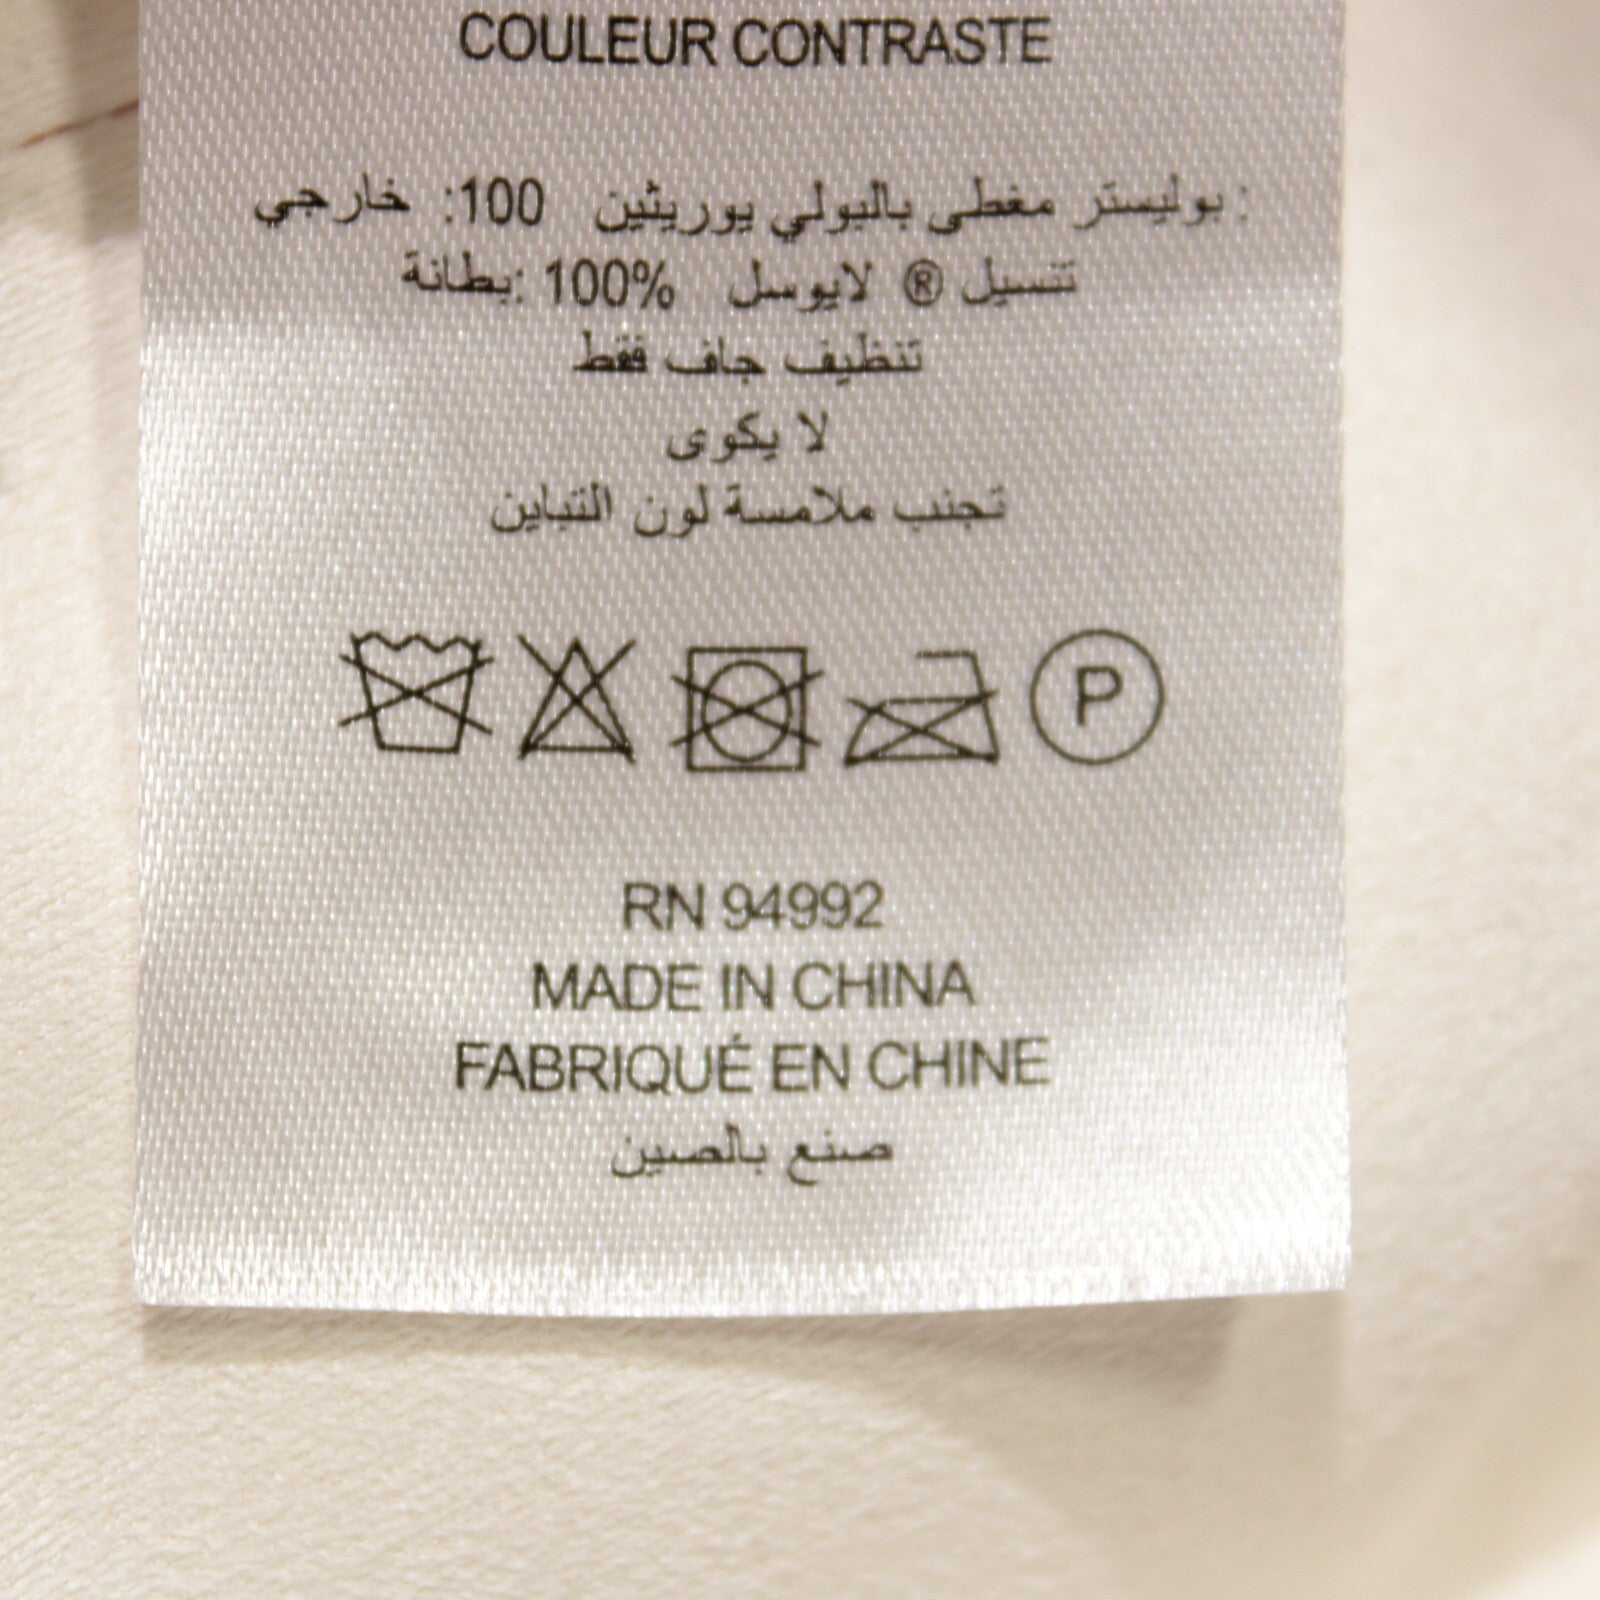 COULEUR CONTRASTE
: بوليستر مغطى بالبولي يوريثين 100: خارجي
تنسيل ® لايوسل 100% :بطانة
تنظيف جاف فقط
لا يكوى
تجنب ملامسة لون التباين
P
RN 94992
MADE IN CHINA
FABRIQUÉ EN CHINE
صنع بالصين